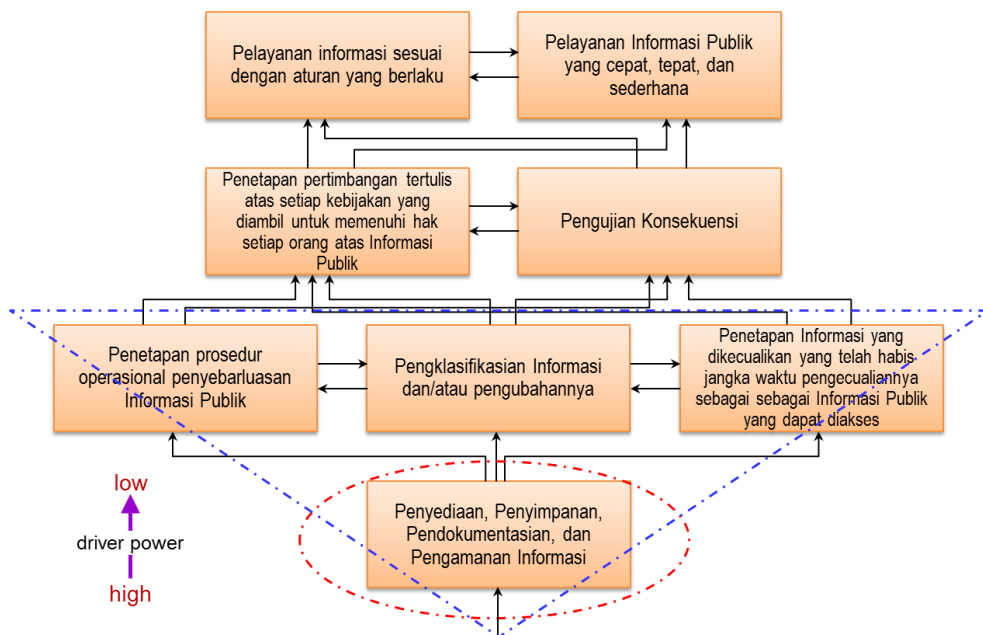 Pelayanan informasi sesuai
dengan aturan yang berlaku
Pelayanan Informasi Publik
yang cepat, tepat, dan
sederhana
Penetapan pertimbangan tertulis
atas setiap kebijakan yang
diambil untuk memenuhi hak
setiap orang atas Informasi
Publik
Pengujian Konsekuensi
Penetapan prosedur
operasional penyebarluasan
Informasi Publik
Pengklasifikasian Informasi
dan/atau pengubahannya
Penetapan Informasi yang
dikecualikan yang telah habis
jangka waktu pengecualiannya
sebagai sebagai Informasi Publik
yang dapat diakses
Penyediaan, Penyimpanan,
Pendokumentasian, dan
Pengamanan Informasi
low
driver power
high